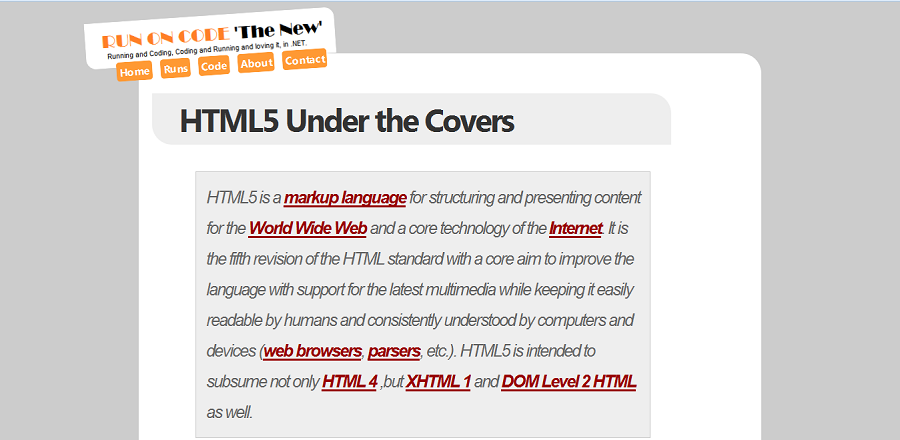 RUN ON CODE 'The New'
Running and Coding, Coding and Running and loving it, in .NET.
Home Runs Code About Contact
HTML5 Under the Covers
HTML5 is a markup language for structuring and presenting content
for the World Wide Web and a core technology of the Internet. It is
the fifth revision of the HTML standard with a core aim to improve the
language with support for the latest multimedia while keeping it easily
readable by humans and consistently understood by computers and
devices (web browsers, parsers, etc.). HTML5 is intended to
subsume not only HTML 4 ,but XHTML 1 and DOM Level 2 HTML
as well.